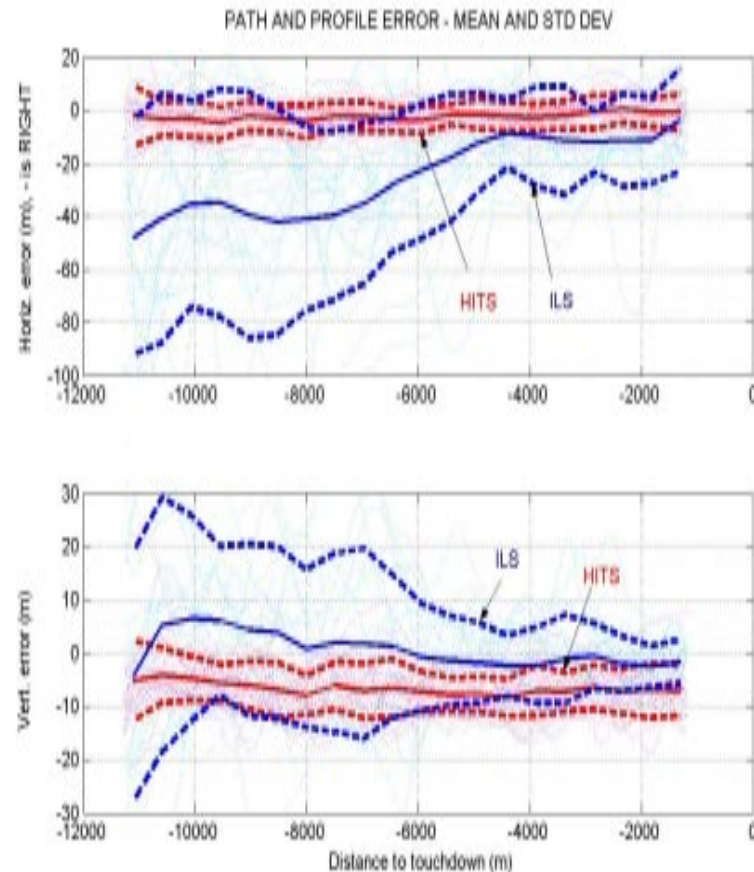 PATH AND PROFILE ERROR - MEAN AND STD DEV
Horiz. error (m), - is RIGHT
20
0
-20
-40
-60
-80
-100
HITS
ILS
-12000 -10000 -8000 -6000 -4000 -2000 0
Vert. error (m)
30
20
10
0
-10
-20
-30
ILS
HITS
-12000 -10000 -8000 -6000 -4000 -2000 0
Distance to touchdown (m)